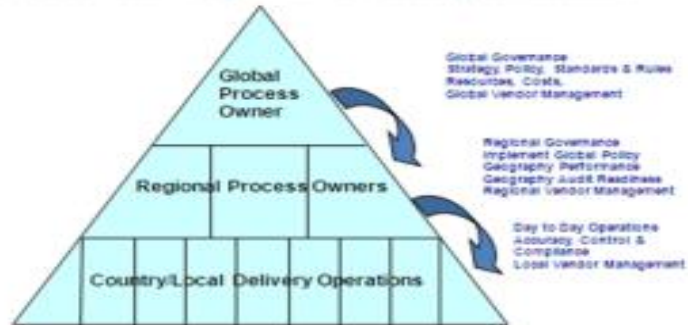 Global
Process
Owner
Global Governance
Strategy, Policy, Standards & Rules
Resources, Costs,
Global Vendor Management
Regional Process Owners
Regional Governance
Implement Global Policy
Geography Performance
Geography Audit Readiness
Regional Vendor Management
Country/Local Delivery Operations
Day to Day Operations
Accuracy, Control &
Compliance
Local Vendor Management